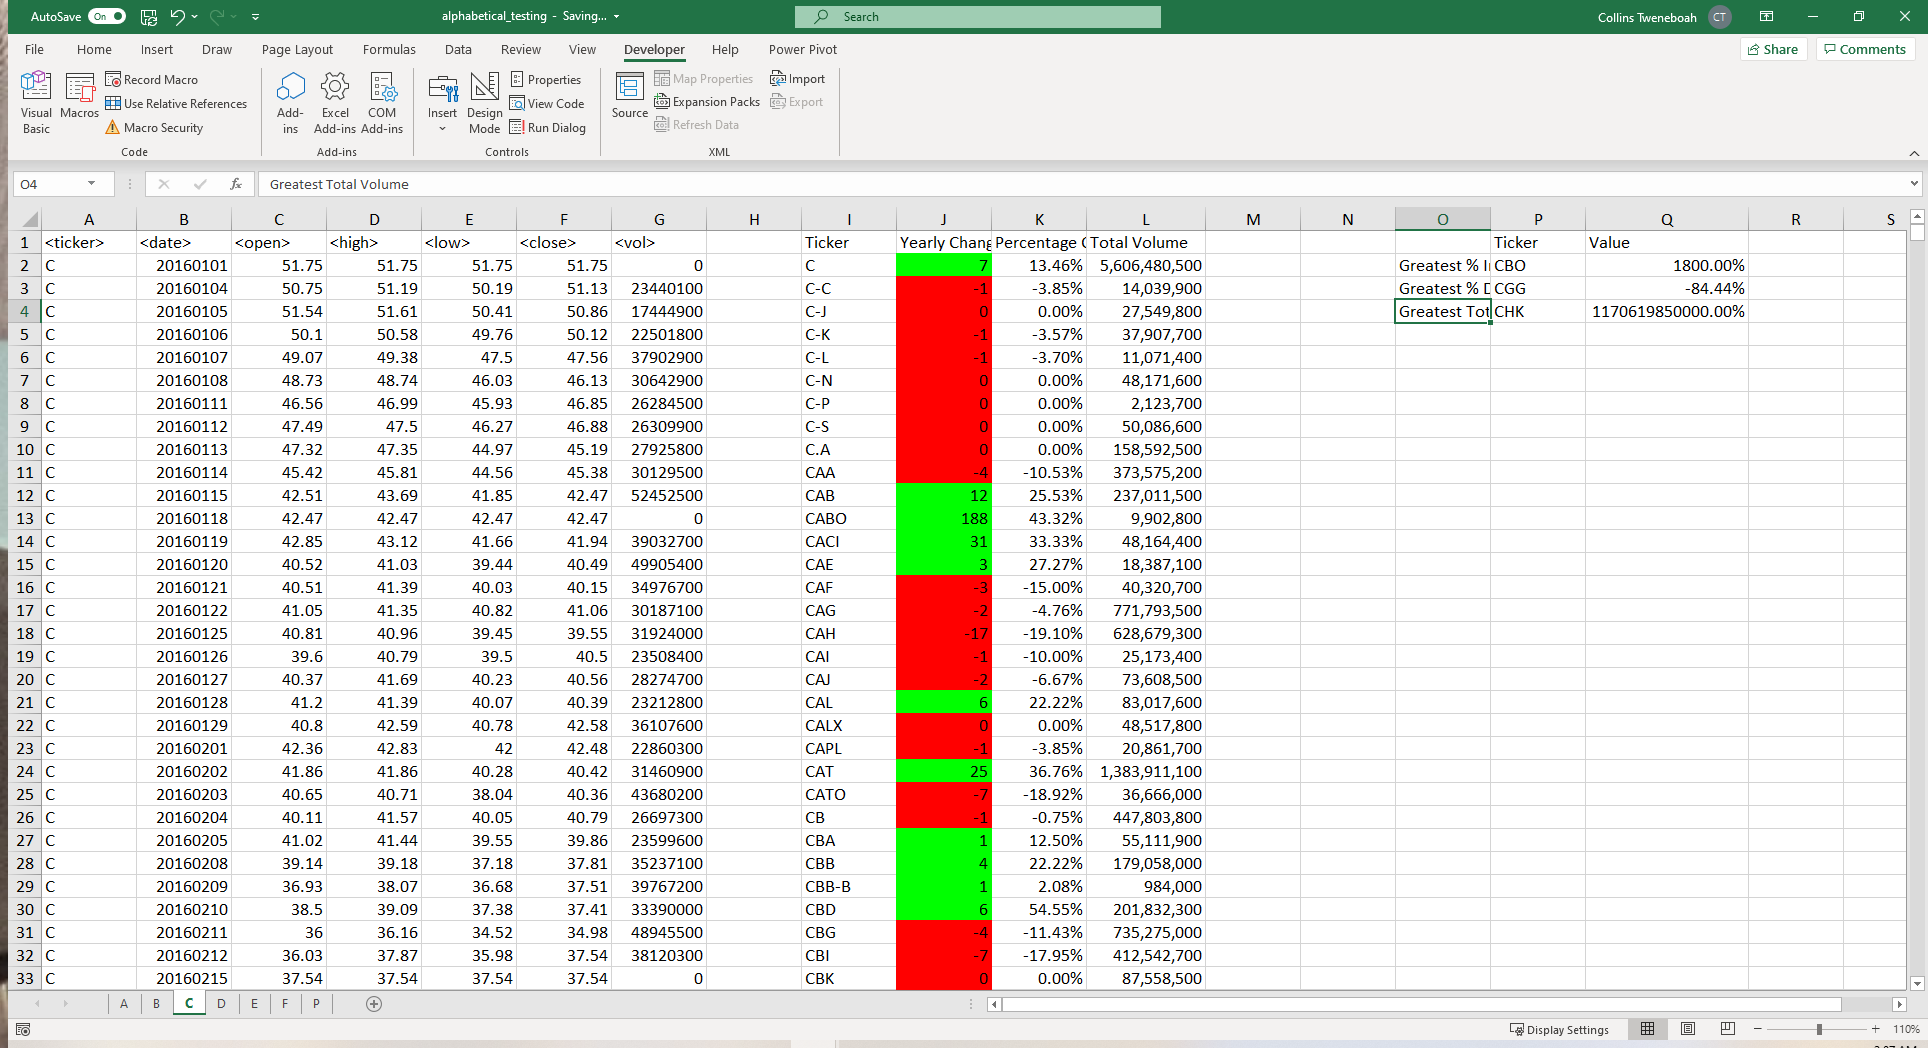 AutoSave On alphabetical_testing - Saving... Search Collins Tweneboah CT
File Home Insert Draw Page Layout Formulas Data Review View Developer Help Power Pivot Share Comments
Visual Basic Macros Record Macro Use Relative References Macro Security Add-ins Excel Add-ins COM Add-ins Insert Design Mode Properties View Code Run Dialog Source Map Properties Expansion Packs Refresh Data Import Export
Code Add-ins Controls XML
O4 fx Greatest Total Volume
A B C D E F G H I J K L M N O P Q R S
1 <ticker> <date> <open> <high> <low> <close> <vol> Ticker Yearly Chang Percentage C Total Volume Ticker Value
2 C 20160101 51.75 51.75 51.75 51.75 0 C 7 13.46% 5,606,480,500 Greatest % I CBO 1800.00%
3 C 20160104 50.75 51.19 50.19 51.13 23440100 C-C -1 -3.85% 14,039,900 Greatest % D CGG -84.44%
4 C 20160105 51.54 51.61 50.41 50.86 17444900 C-J 0 0.00% 27,549,800 Greatest Tot CHK 1170619850000.00%
5 C 20160106 50.1 50.58 49.76 50.12 22501800 C-K -1 -3.57% 37,907,700
6 C 20160107 49.07 49.38 47.5 47.56 37902900 C-L -1 -3.70% 11,071,400
7 C 20160108 48.73 48.74 46.03 46.13 30642900 C-N 0 0.00% 48,171,600
8 C 20160111 46.56 46.99 45.93 46.85 26284500 C-P 0 0.00% 2,123,700
9 C 20160112 47.49 47.5 46.27 46.88 26309900 C-S 0 0.00% 50,086,600
10 C 20160113 47.32 47.35 44.97 45.19 27925800 C.A 0 0.00% 158,592,500
11 C 20160114 45.42 45.81 44.56 45.38 30129500 CAA -4 -10.53% 373,575,200
12 C 20160115 42.51 43.69 41.85 42.47 52452500 CAB 12 25.53% 237,011,500
13 C 20160118 42.47 42.47 42.47 42.47 0 CABO 188 43.32% 9,902,800
14 C 20160119 42.85 43.12 41.66 41.94 39032700 CACI 31 33.33% 48,164,400
15 C 20160120 40.52 41.03 39.44 40.49 49905400 CAE 3 27.27% 18,387,100
16 C 20160121 40.51 41.39 40.03 40.15 34976700 CAF -3 -15.00% 40,320,700
17 C 20160122 41.05 41.35 40.82 41.06 30187100 CAG -2 -4.76% 771,793,500
18 C 20160125 40.81 40.96 39.45 39.55 31924000 CAH -17 -19.10% 628,679,300
19 C 20160126 39.6 40.79 39.5 40.5 23508400 CAI -1 -10.00% 25,173,400
20 C 20160127 40.37 41.69 40.23 40.56 28274700 CAJ -2 -6.67% 73,608,500
21 C 20160128 41.2 41.39 40.07 40.39 23212800 CAL 6 22.22% 83,017,600
22 C 20160129 40.8 42.59 40.78 42.58 36107600 CALX 0 0.00% 48,517,800
23 C 20160201 42.36 42.83 42 42.48 22860300 CAPL -1 -3.85% 20,861,700
24 C 20160202 41.86 41.86 40.28 40.42 31460900 CAT 25 36.76% 1,383,911,100
25 C 20160203 40.65 40.71 38.04 40.36 43680200 CATO -7 -18.92% 36,666,000
26 C 20160204 40.11 41.57 40.05 40.79 26697300 CB -1 -0.75% 447,803,800
27 C 20160205 41.02 41.44 39.55 39.86 23599600 CBA 1 12.50% 55,111,900
28 C 20160208 39.14 39.18 37.18 37.81 35237100 CBB 4 22.22% 179,058,000
29 C 20160209 36.93 38.07 36.68 37.51 39767200 CBB-B 1 2.08% 984,000
30 C 20160210 38.5 39.09 37.38 37.41 33390000 CBD 6 54.55% 201,832,300
31 C 20160211 36 36.16 34.52 34.98 48945500 CBG -4 -11.43% 735,275,000
32 C 20160212 36.03 37.87 35.98 37.54 38120300 CBI -7 -17.95% 412,542,700
33 C 20160215 37.54 37.54 37.54 37.54 0 CBK 0 0.00% 87,558,500
A B C D E F P
Display Settings 110%